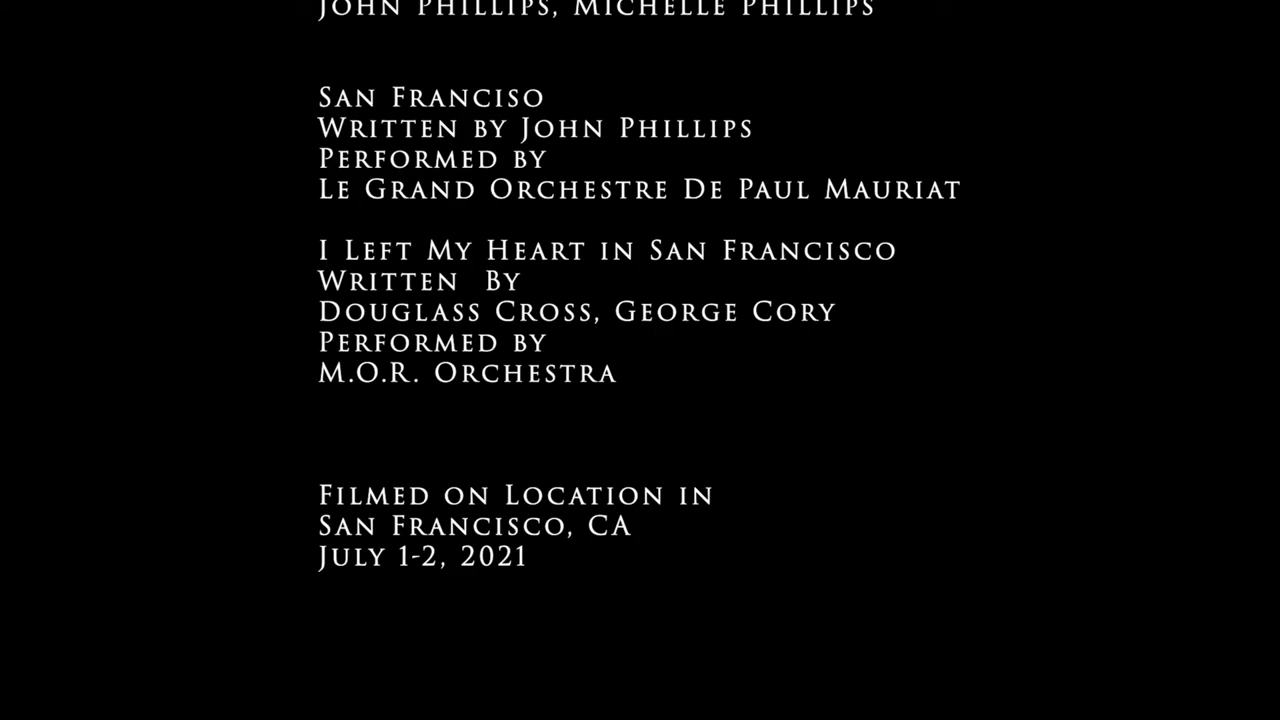 John Phillips, Michelle Phillips
San Franciso
Written by John Phillips
Performed by
Le Grand Orchestre De Paul Mauriat
I Left My Heart in San Francisco
Written  By
Douglass Cross, George Cory
Performed by
M.O.R. Orchestra
Filmed on Location in
San Francisco, CA
July 1-2, 2021